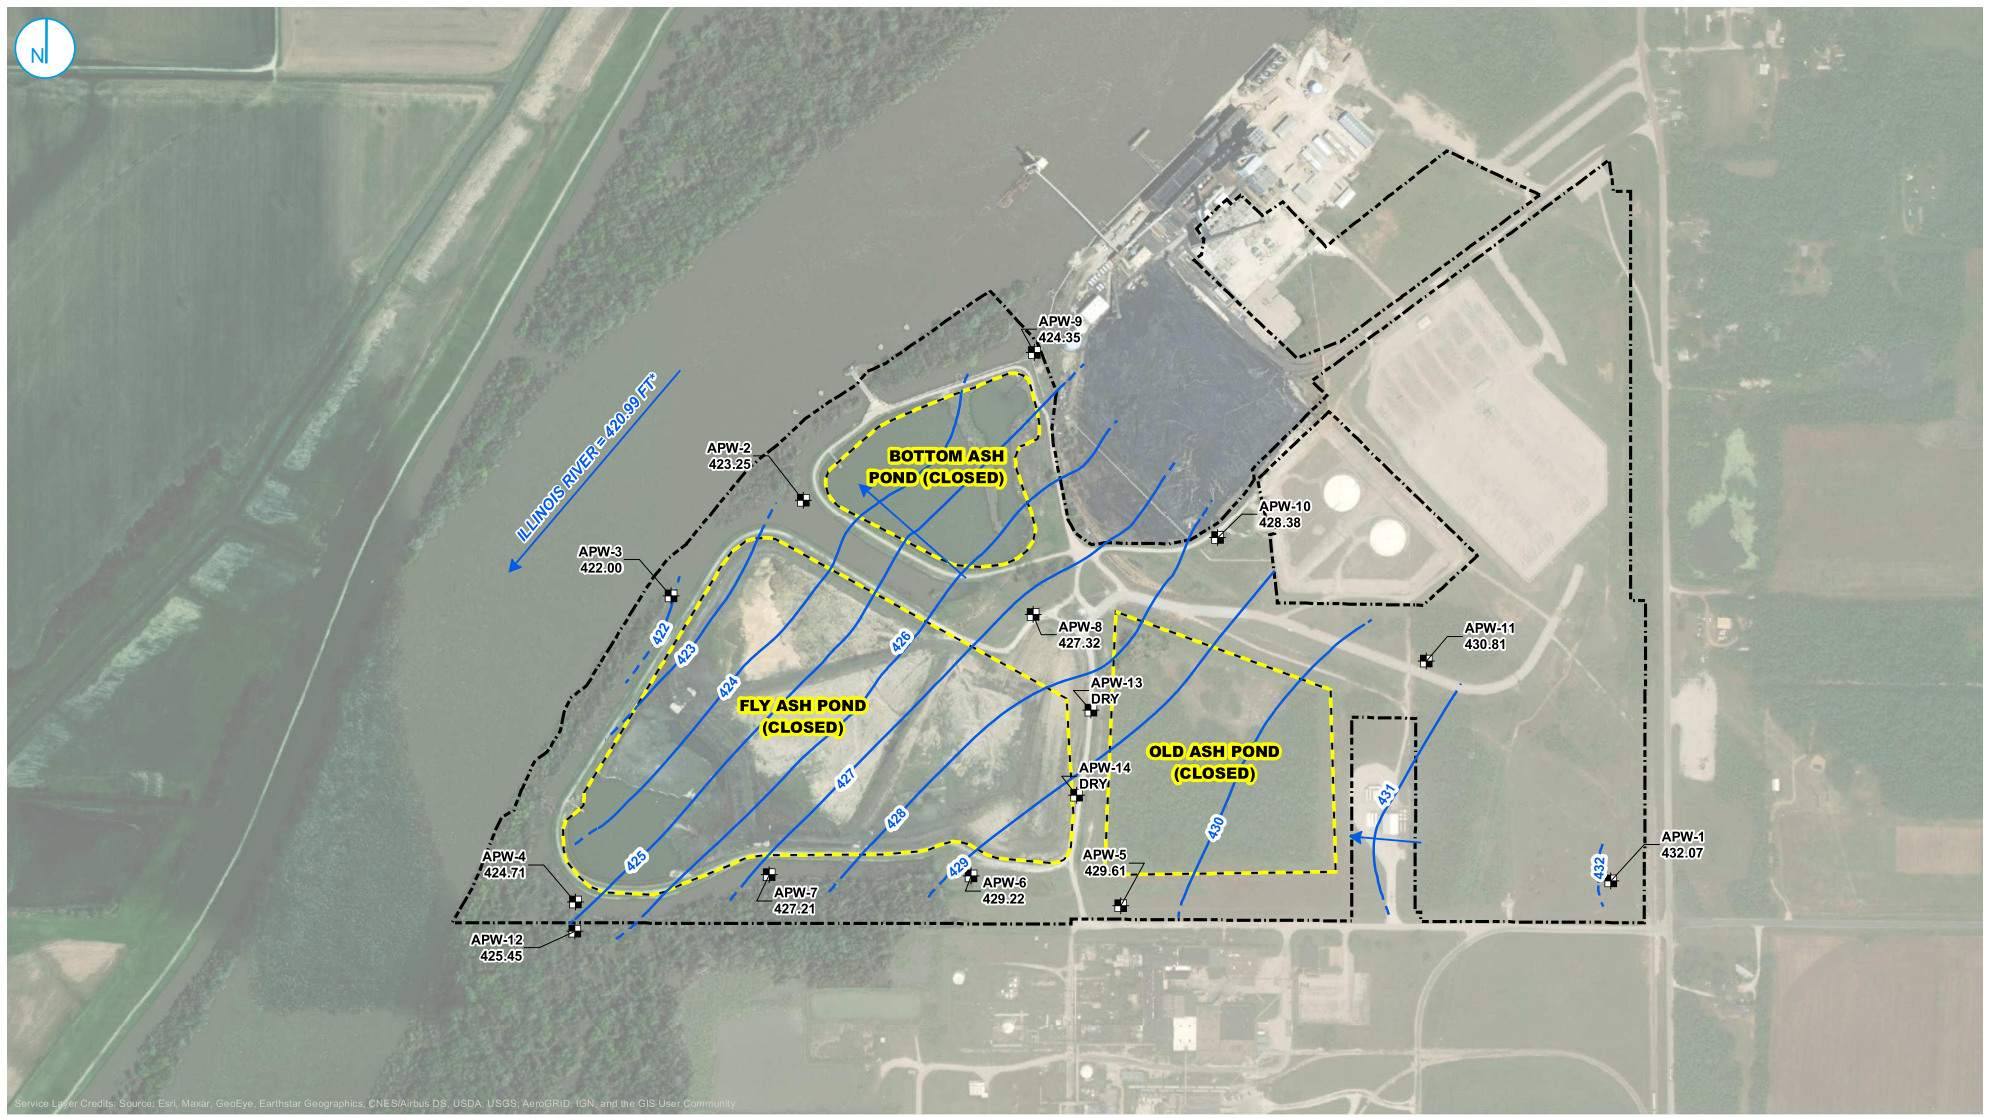 N
APW-9
424.35
ILLINOIS RIVER = 420.99 FT*
APW-2
423.25
BOTTOM ASH
POND (CLOSED)
APW-10
428.38
APW-3
422.00
APW-8
427.32
APW-11
430.81
422
423
424
426
APW-13
DRY
FLY ASH POND
(CLOSED)
OLD ASH POND
(CLOSED)
APW-14
DRY
427
431
428
430
APW-1
432.07
425
429
432
APW-4
424.71
APW-5
429.61
APW-7
427.21
APW-6
429.22
APW-12
425.45
Service Layer Credits: Source: Esri, Maxar, GeoEye, Earthstar Geographics, CNES/Airbus DS, USDA, USGS, AeroGRID, IGN, and the GIS User Community